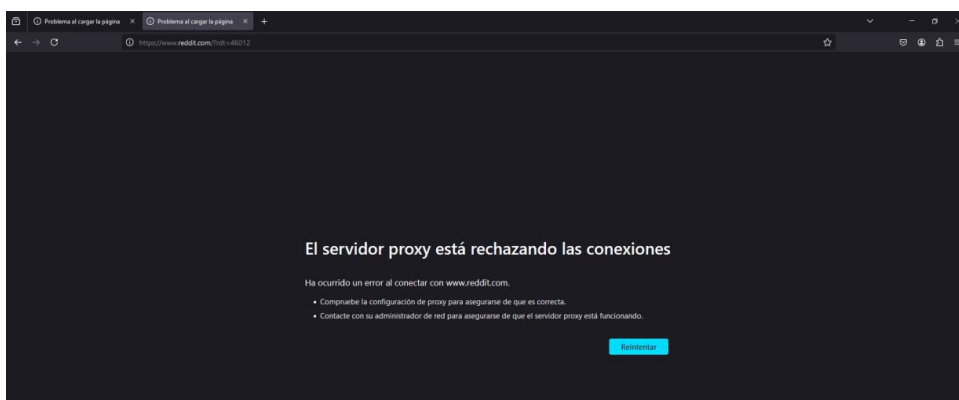 Problema al cargar la página
Problema al cargar la página
https://www.reddit.com/?rdt=46012
El servidor proxy está rechazando las conexiones
Ha ocurrido un error al conectar con www.reddit.com.
• Compruebe la configuración de proxy para asegurarse de que es correcta.
• Contacte con su administrador de red para asegurarse de que el servidor proxy está funcionando.
Reintentar